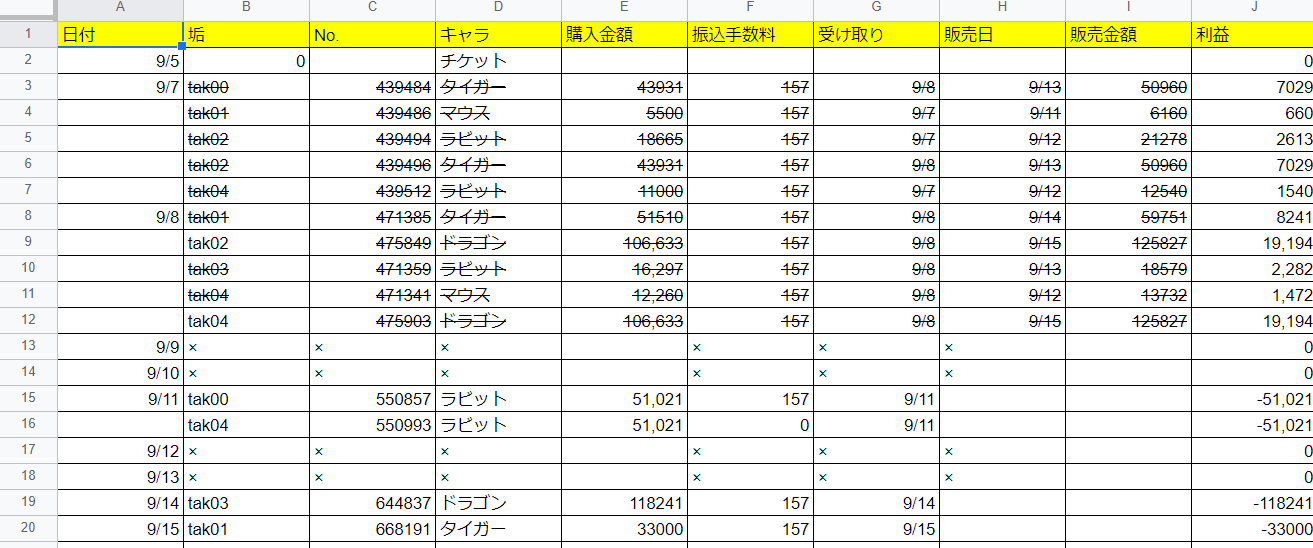 A B C D E F G H I J
1 日付 垢 No. キャラ 購入金額 振込手数料 受け取り 販売日 販売金額 利益
2 9/5 0 チケット 0
3 9/7 tak00 439484 タイガー 43931 157 9/8 9/13 50960 7029
4 tak01 439486 マウス 5500 157 9/7 9/11 6160 660
5 tak02 439494 ラビット 18665 157 9/7 9/12 21278 2613
6 tak02 439496 タイガー 43931 157 9/8 9/13 50960 7029
7 tak04 439512 ラビット 11000 157 9/7 9/12 12540 1540
8 9/8 tak01 471385 タイガー 51510 157 9/8 9/14 59751 8241
9 tak02 475849 ドラゴン 106,633 157 9/8 9/15 125827 19,194
10 tak03 471359 ラビット 16,297 157 9/8 9/13 18579 2,282
11 tak04 471341 マウス 12,260 157 9/8 9/12 13732 1,472
12 tak04 475903 ドラゴン 106,633 157 9/8 9/15 125827 19,194
13 9/9 × × × × × × 0
14 9/10 × × × × × × 0
15 9/11 tak00 550857 ラビット 51,021 157 9/11 -51,021
16 tak04 550993 ラビット 51,021 0 9/11 -51,021
17 9/12 × × × × × × 0
18 9/13 × × × × × × 0
19 9/14 tak03 644837 ドラゴン 118241 157 9/14 -118241
20 9/15 tak01 668191 タイガー 33000 157 9/15 -33000